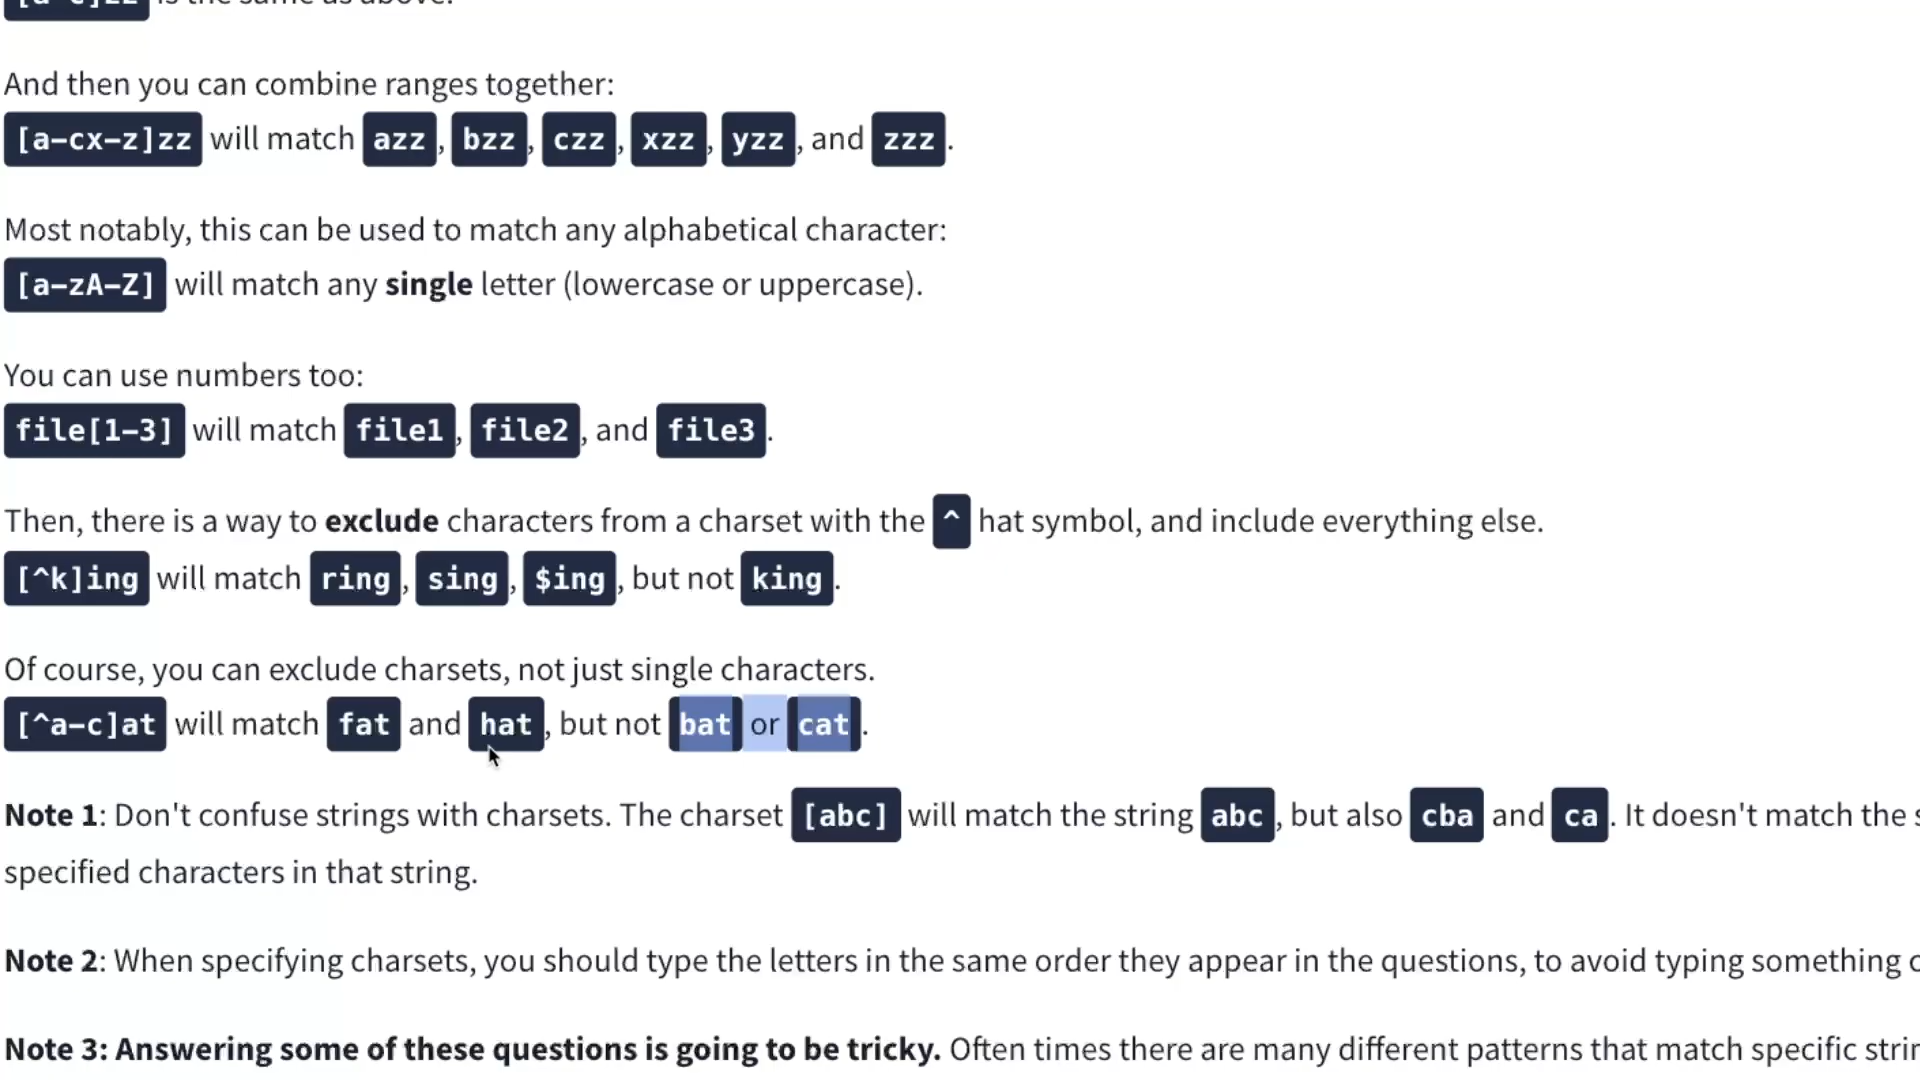 [a-c]zz is the same as above.
And then you can combine ranges together:
[a-cx-z]zz will match azz, bzz, czz, xzz, yzz, and zzz.
Most notably, this can be used to match any alphabetical character:
[a-zA-Z] will match any single letter (lowercase or uppercase).
You can use numbers too:
file[1-3] will match file1, file2, and file3.
Then, there is a way to exclude characters from a charset with the ^ hat symbol, and include everything else.
[^k]ing will match ring, sing, $ing, but not king.
Of course, you can exclude charsets, not just single characters.
[^a-c]at will match fat and hat, but not bat or cat.
Note 1: Don't confuse strings with charsets. The charset [abc] will match the string abc, but also cba and ca. It doesn't match the
specified characters in that string.
Note 2: When specifying charsets, you should type the letters in the same order they appear in the questions, to avoid typing something
Note 3: Answering some of these questions is going to be tricky. Often times there are many different patterns that match specific